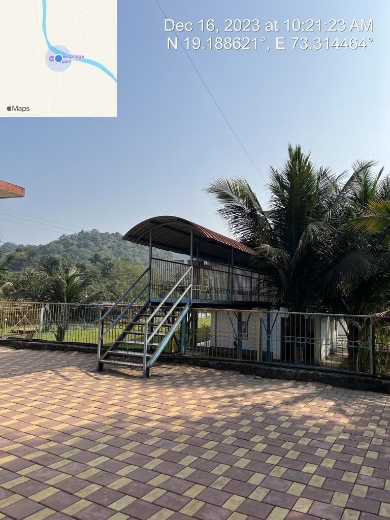 Dec 16, 2023 at 10:21:23 AM
N 19.188621°, E 73.314464°
Maps